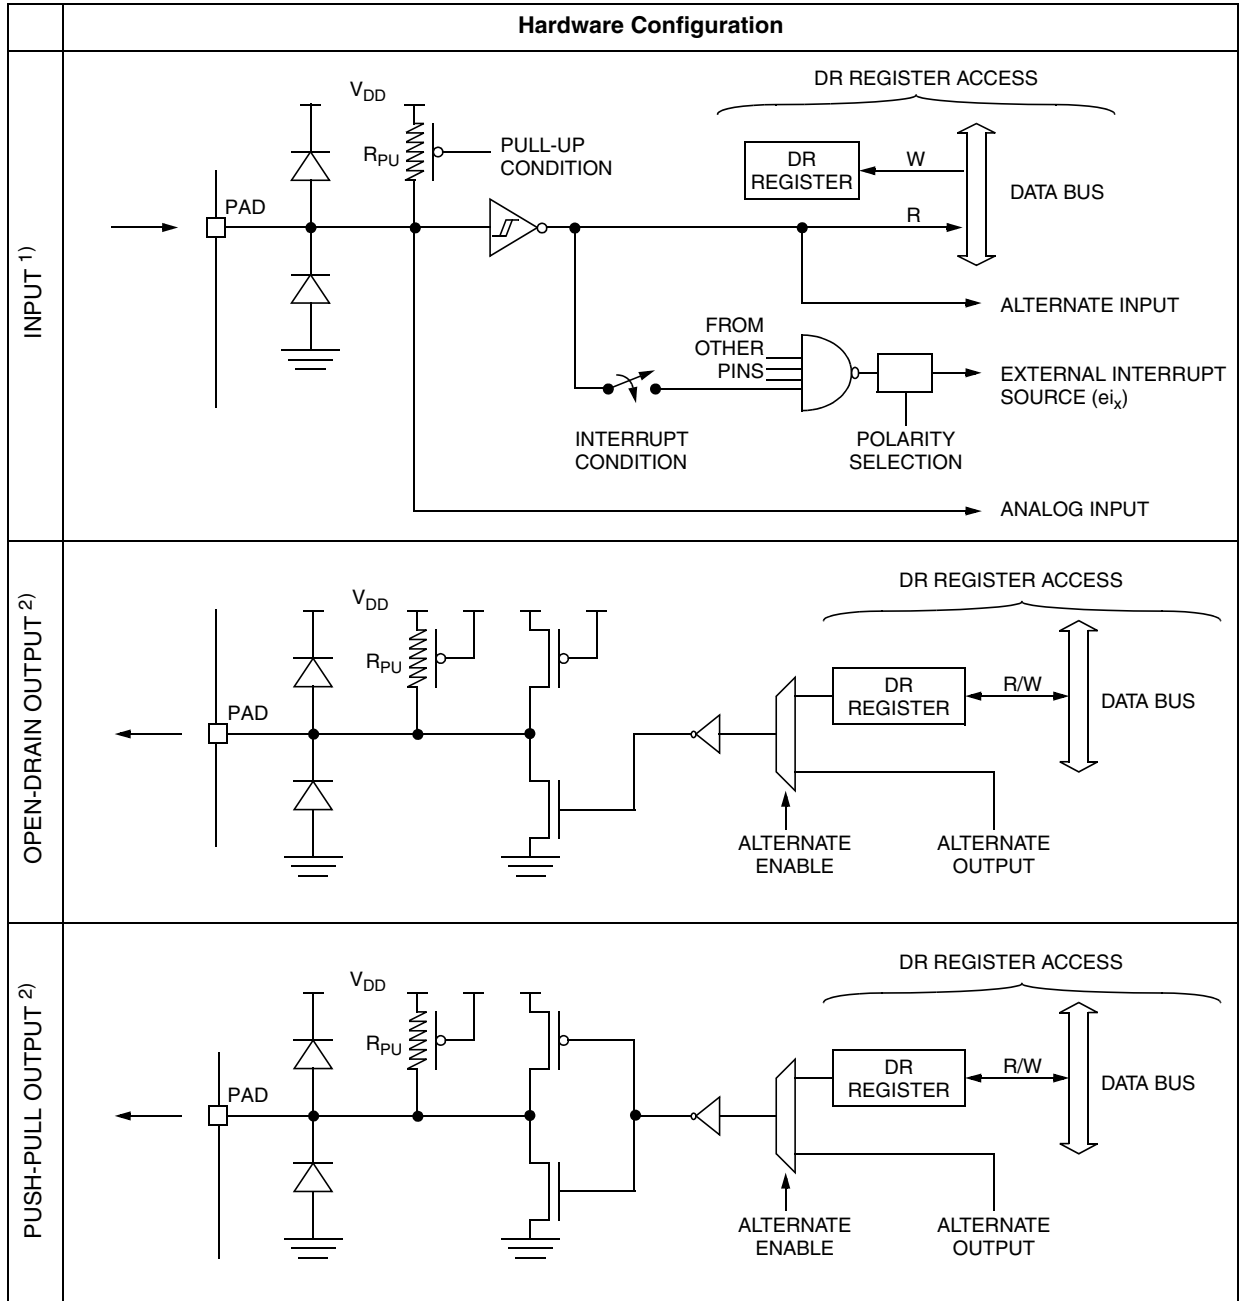 Hardware Configuration
INPUT 1)
DR REGISTER ACCESS
VDD
RPU
PULL-UP
CONDITION
DR
REGISTER
W
DATA BUS
PAD
R
ALTERNATE INPUT
FROM
OTHER
PINS
EXTERNAL INTERRUPT
SOURCE (eix)
INTERRUPT
CONDITION
POLARITY
SELECTION
ANALOG INPUT
OPEN-DRAIN OUTPUT 2)
DR REGISTER ACCESS
VDD
RPU
DR
REGISTER
R/W
DATA BUS
PAD
ALTERNATE
ENABLE
ALTERNATE
OUTPUT
PUSH-PULL OUTPUT 2)
DR REGISTER ACCESS
VDD
RPU
DR
REGISTER
R/W
DATA BUS
PAD
ALTERNATE
ENABLE
ALTERNATE
OUTPUT